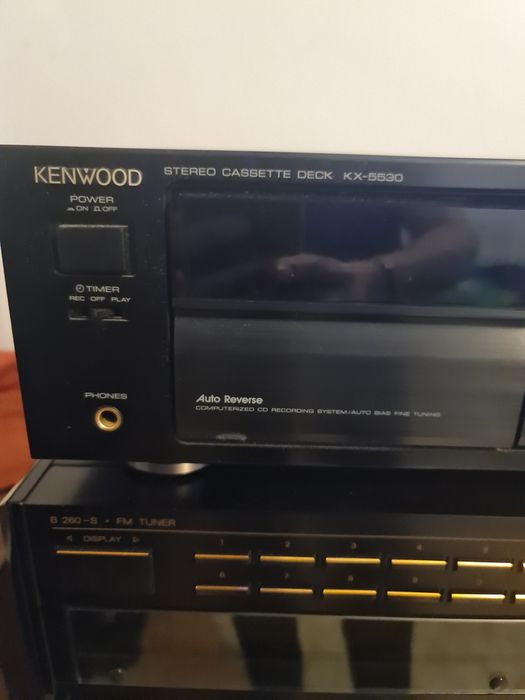 KENWOOD
STEREO CASSETTE DECK KX-5530
POWER
ON OFF
TIMER
REC OFF PLAY
PHONES
Auto Reverse
COMPUTERIZED CD RECORDING SYSTEM/AUTO BIAS FINE TUNING
B 260-S • FM TUNER
DISPLAY
1 2 3 4
6 7 8 9